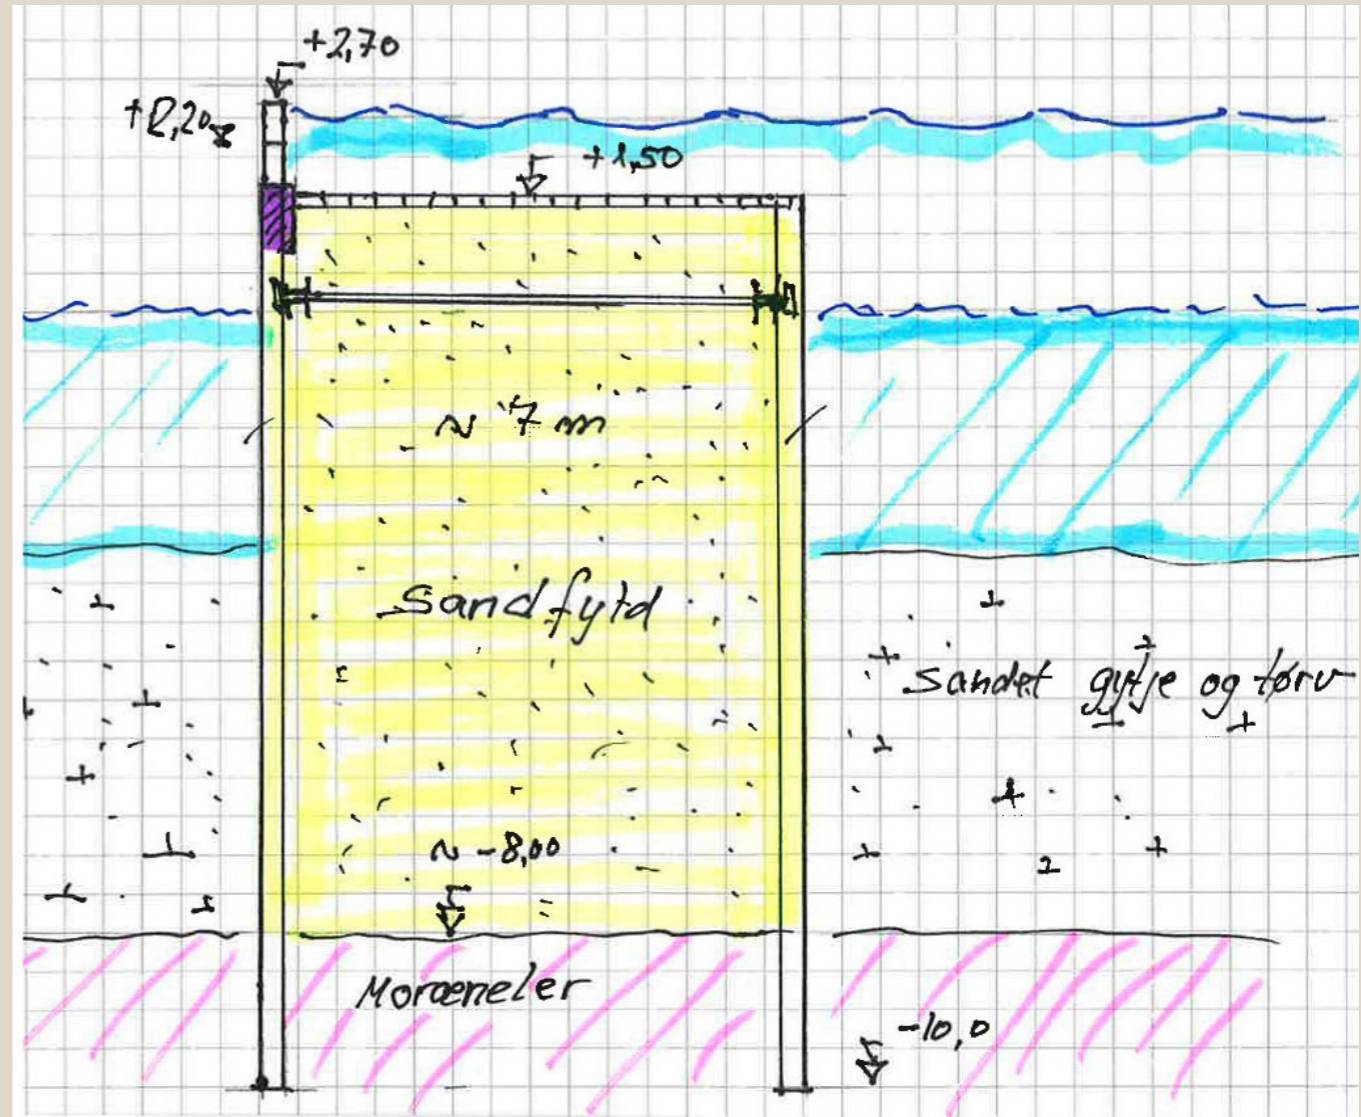 +2,70
+2,20
+1,50
~ 7 m
Sandfyld
Sandet gytje og tørv
~ -8,00
Moræneler
-10,0